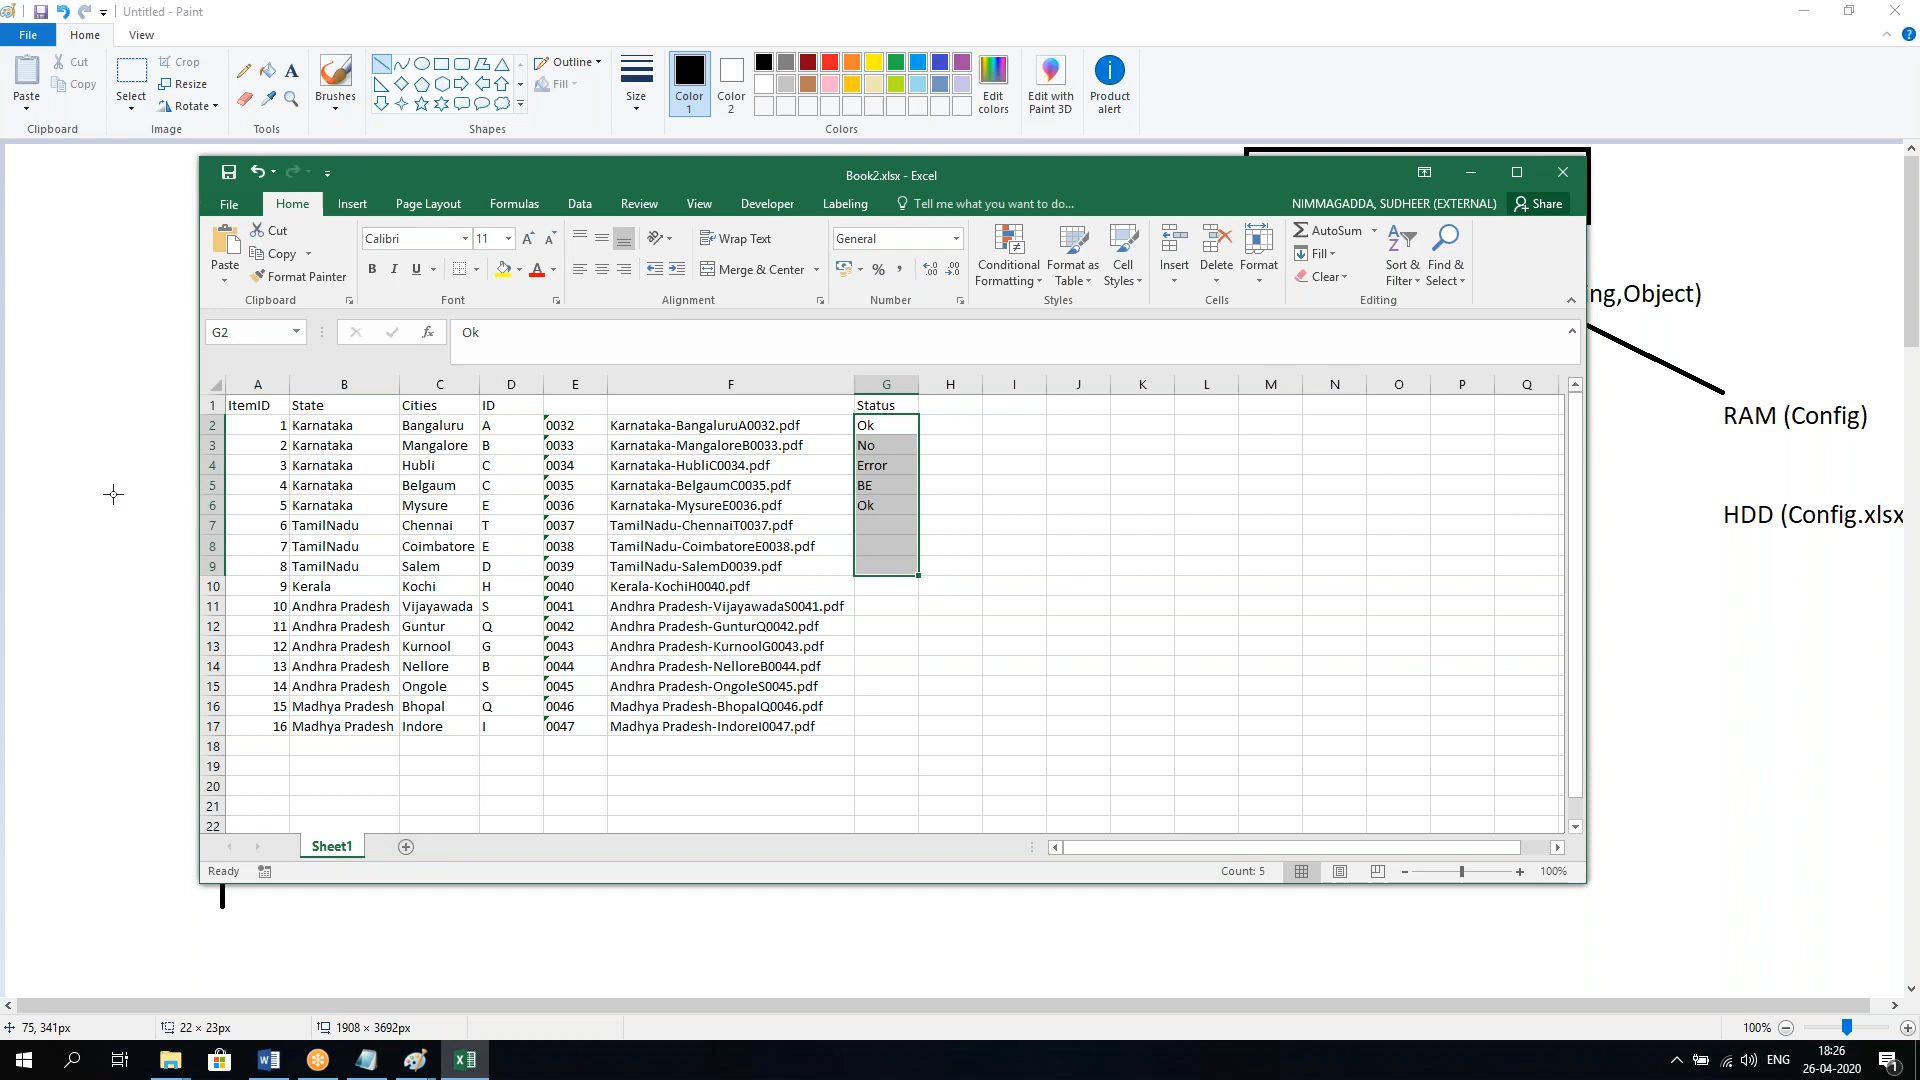 Untitled - Paint
File Home View
Paste Cut Copy Clipboard
Select Crop Resize Rotate Image
Tools
Brushes
Shapes
Outline Fill
Size
Color 1
Color 2
Edit colors
Colors
Edit with Paint 3D
Product alert
Book2.xlsx - Excel
File Home Insert Page Layout Formulas Data Review View Developer Labeling Tell me what you want to do... NIMMAGADDA, SUDHEER (EXTERNAL) Share
Paste Cut Copy Format Painter Clipboard
Calibri 11 B I U Font
Wrap Text Merge & Center Alignment
General % , Number
Conditional Formatting Format as Table Cell Styles Styles
Insert Delete Format Cells
AutoSum Fill Clear Sort & Filter Find & Select Editing
ing,Object)
G2 fx Ok
A B C D E F G H I J K L M N O P Q
1 ItemID State Cities ID Status
2 1 Karnataka Bangaluru A 0032 Karnataka-BangaluruA0032.pdf Ok
3 2 Karnataka Mangalore B 0033 Karnataka-MangaloreB0033.pdf No
4 3 Karnataka Hubli C 0034 Karnataka-HubliC0034.pdf Error
5 4 Karnataka Belgaum C 0035 Karnataka-BelgaumC0035.pdf BE
6 5 Karnataka Mysure E 0036 Karnataka-MysureE0036.pdf Ok
7 6 TamilNadu Chennai T 0037 TamilNadu-ChennaiT0037.pdf
8 7 TamilNadu Coimbatore E 0038 TamilNadu-CoimbatoreE0038.pdf
9 8 TamilNadu Salem D 0039 TamilNadu-SalemD0039.pdf
10 9 Kerala Kochi H 0040 Kerala-KochiH0040.pdf
11 10 Andhra Pradesh Vijayawada S 0041 Andhra Pradesh-VijayawadaS0041.pdf
12 11 Andhra Pradesh Guntur Q 0042 Andhra Pradesh-GunturQ0042.pdf
13 12 Andhra Pradesh Kurnool G 0043 Andhra Pradesh-KurnoolG0043.pdf
14 13 Andhra Pradesh Nellore B 0044 Andhra Pradesh-NelloreB0044.pdf
15 14 Andhra Pradesh Ongole S 0045 Andhra Pradesh-OngoleS0045.pdf
16 15 Madhya Pradesh Bhopal Q 0046 Madhya Pradesh-BhopalQ0046.pdf
17 16 Madhya Pradesh Indore I 0047 Madhya Pradesh-IndoreI0047.pdf
18
19
20
21
22
RAM (Config)
HDD (Config.xlsx
Sheet1
Ready Count: 5 100%
75, 341px 22 × 23px 1908 × 3692px 100%
ENG 18:26
26-04-2020
1